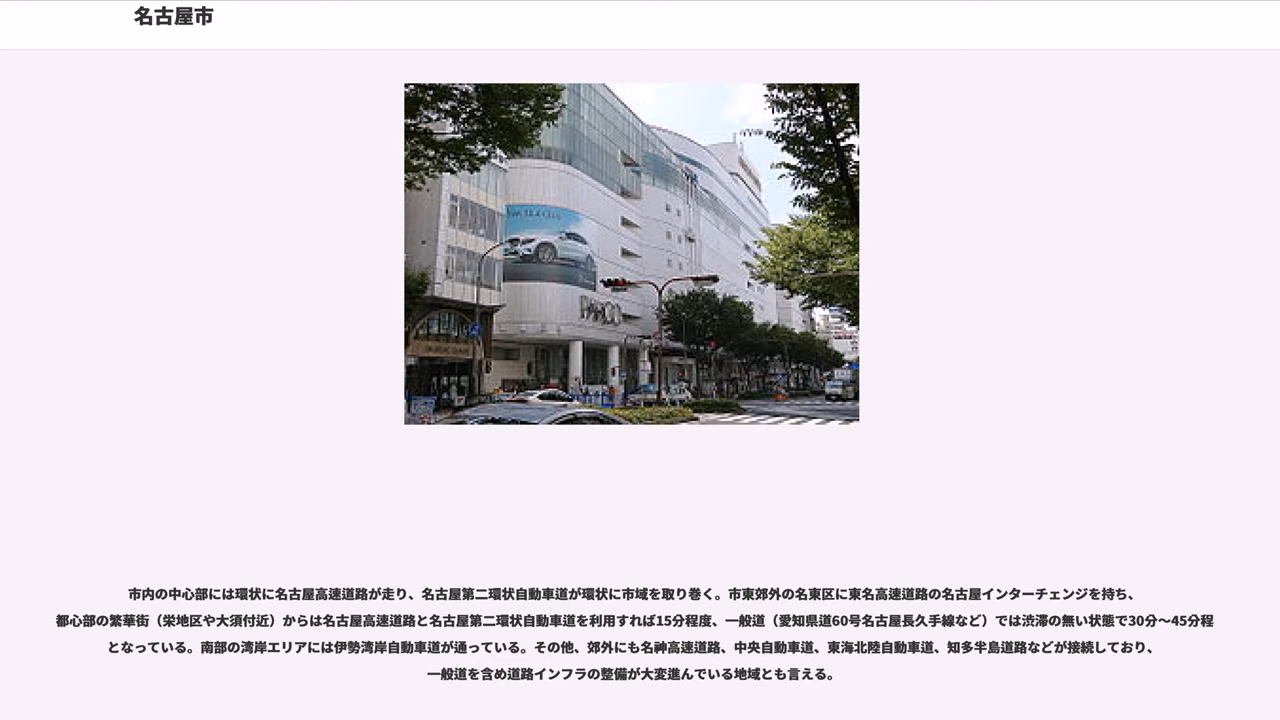 名古屋市
PARCO
市内の中心部には環状に名古屋高速道路が走り、名古屋第二環状自動車道が環状に市域を取り巻く。市東郊外の名東区に東名高速道路の名古屋インターチェンジを持ち、
都心部の繁華街（栄地区や大須付近）からは名古屋高速道路と名古屋第二環状自動車道を利用すれば15分程度、一般道（愛知県道60号名古屋長久手線など）では渋滞の無い状態で30分〜45分程
となっている。南部の湾岸エリアには伊勢湾岸自動車道が通っている。その他、郊外にも名神高速道路、中央自動車道、東海北陸自動車道、知多半島道路などが接続しており、
一般道を含め道路インフラの整備が大変進んでいる地域とも言える。